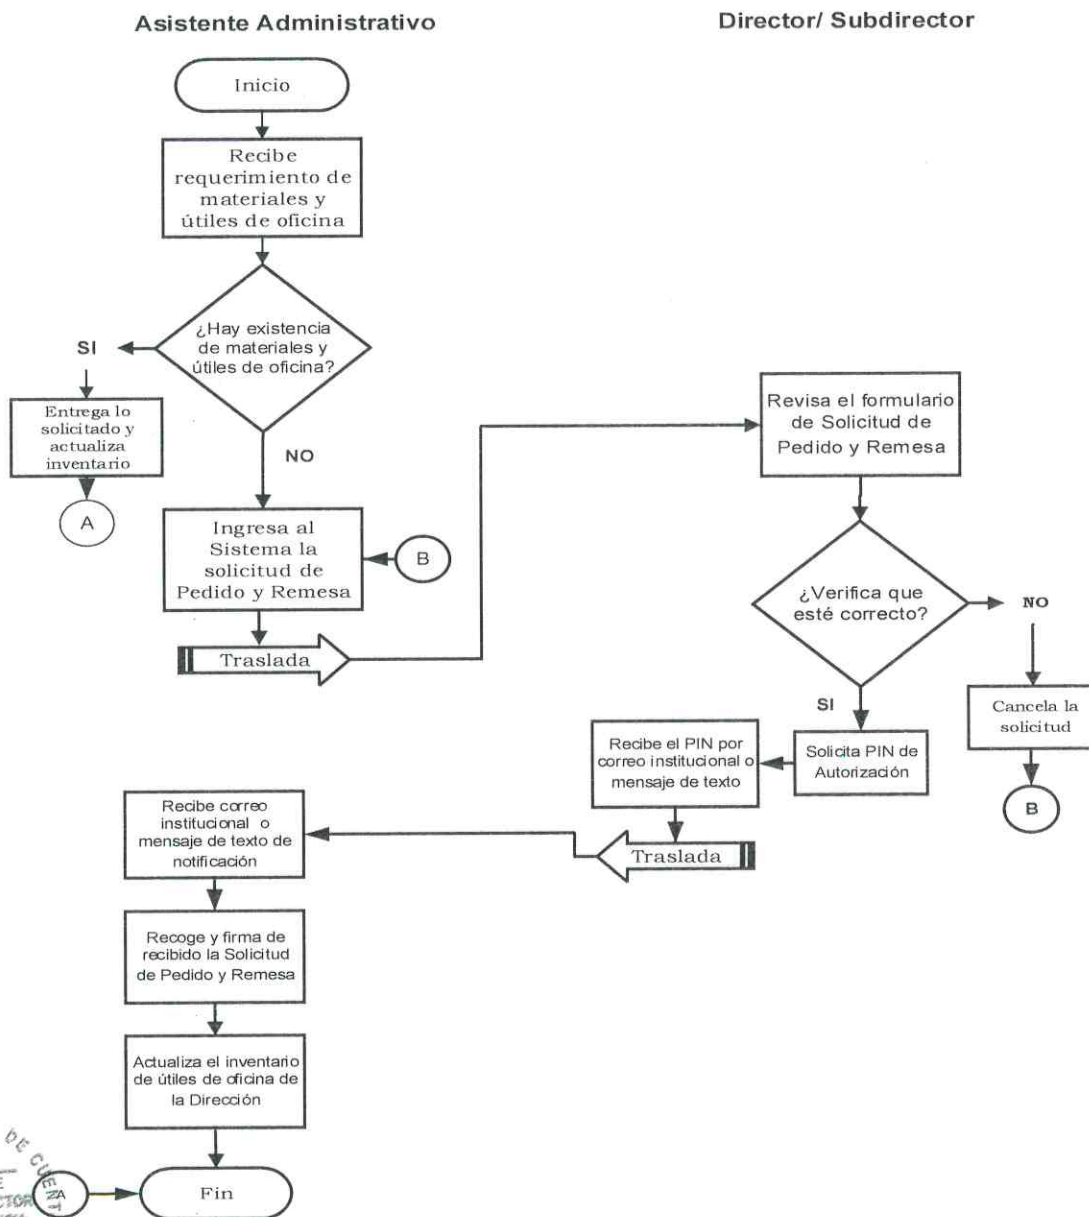 Asistente Administrativo
Director/ Subdirector
Inicio
Recibe
requerimiento de
materiales y
útiles de oficina
¿Hay existencia
de materiales y
útiles de oficina?
SI
Entrega lo
solicitado y
actualiza
inventario
A
NO
Ingresa al
Sistema la
solicitud de
Pedido y Remesa
B
Traslada
Revisa el formulario
de Solicitud de
Pedido y Remesa
¿Verifica que
esté correcto?
NO
Cancela la
solicitud
B
SI
Solicita PIN de
Autorización
Recibe el PIN por
correo institucional o
mensaje de texto
Traslada
Recibe correo
institucional o
mensaje de texto de
notificación
Recoge y firma de
recibido la Solicitud
de Pedido y Remesa
Actualiza el inventario
de útiles de oficina de
la Dirección
A
Fin
DE